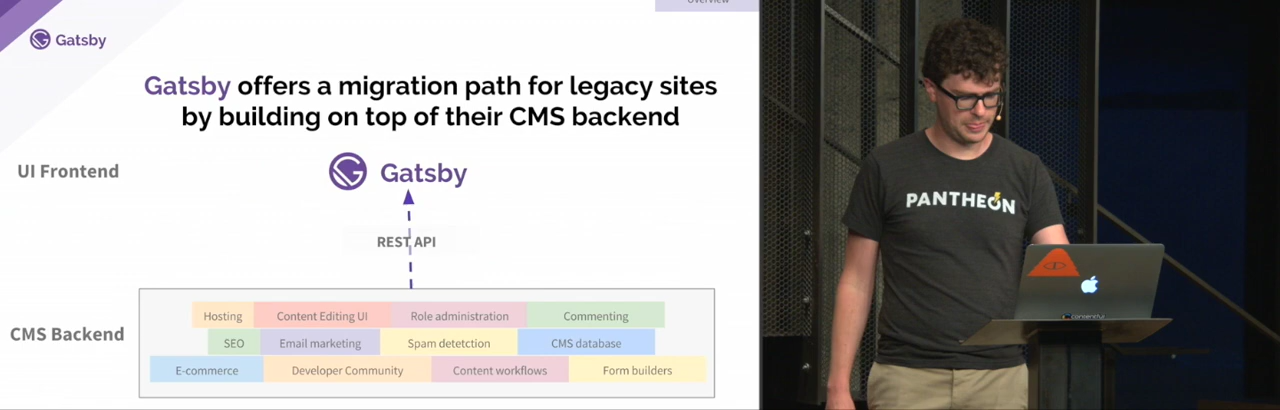 Overview
Gatsby
Gatsby offers a migration path for legacy sites
by building on top of their CMS backend
UI Frontend
Gatsby
REST API
CMS Backend
Hosting
Content Editing UI
Role administration
Commenting
SEO
Email marketing
Spam detetction
CMS database
E-commerce
Developer Community
Content workflows
Form builders
PANTHEON
contentful